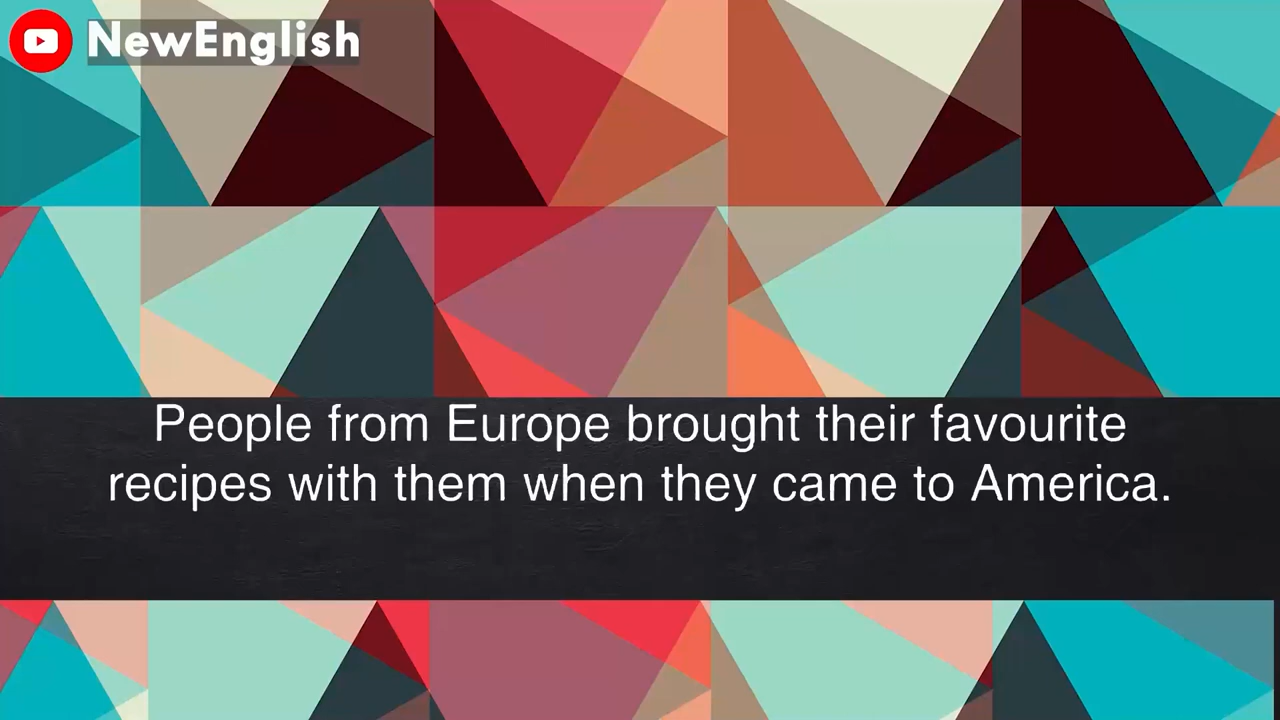 NewEnglish
People from Europe brought their favourite
recipes with them when they came to America.